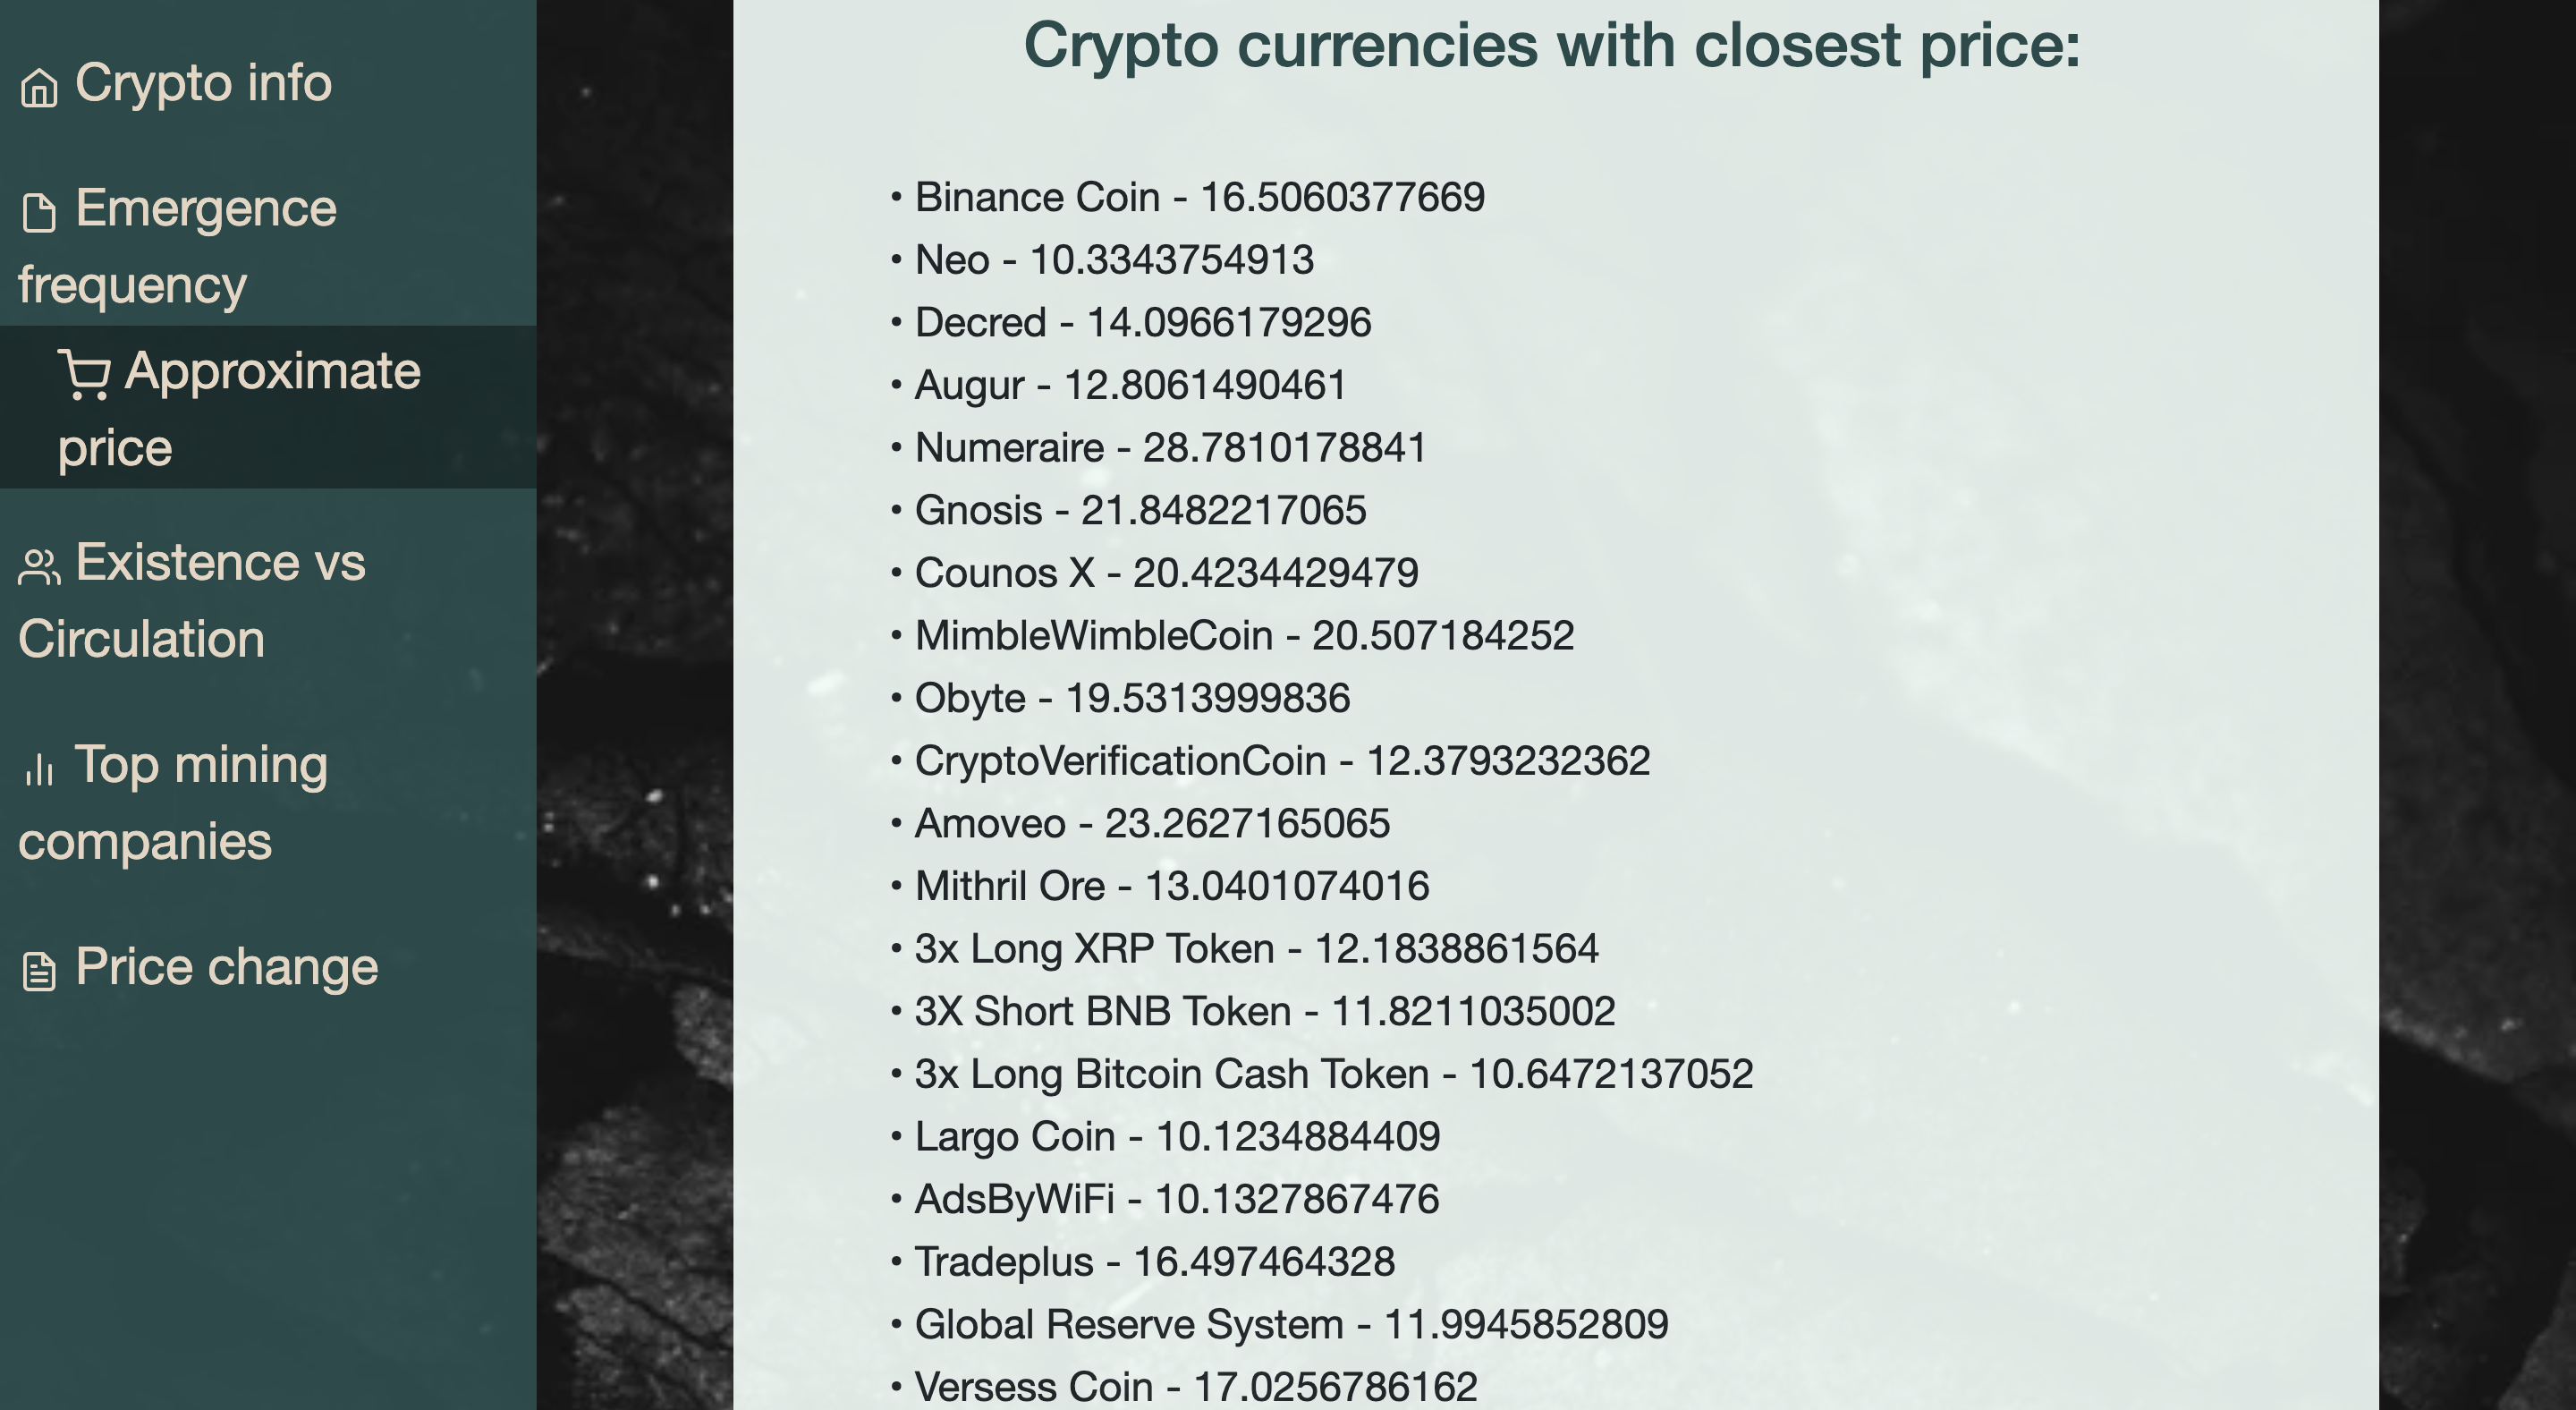 Crypto info
Emergence
frequency
Approximate
price
Existence vs
Circulation
Top mining
companies
Price change
Crypto currencies with closest price:
• Binance Coin - 16.5060377669
• Neo - 10.3343754913
• Decred - 14.0966179296
• Augur - 12.8061490461
• Numeraire - 28.7810178841
• Gnosis - 21.8482217065
• Counos X - 20.4234429479
• MimbleWimbleCoin - 20.507184252
• Obyte - 19.5313999836
• CryptoVerificationCoin - 12.3793232362
• Amoveo - 23.2627165065
• Mithril Ore - 13.0401074016
• 3x Long XRP Token - 12.1838861564
• 3X Short BNB Token - 11.8211035002
• 3x Long Bitcoin Cash Token - 10.6472137052
• Largo Coin - 10.1234884409
• AdsByWiFi - 10.1327867476
• Tradeplus - 16.497464328
• Global Reserve System - 11.9945852809
• Versess Coin - 17.0256786162